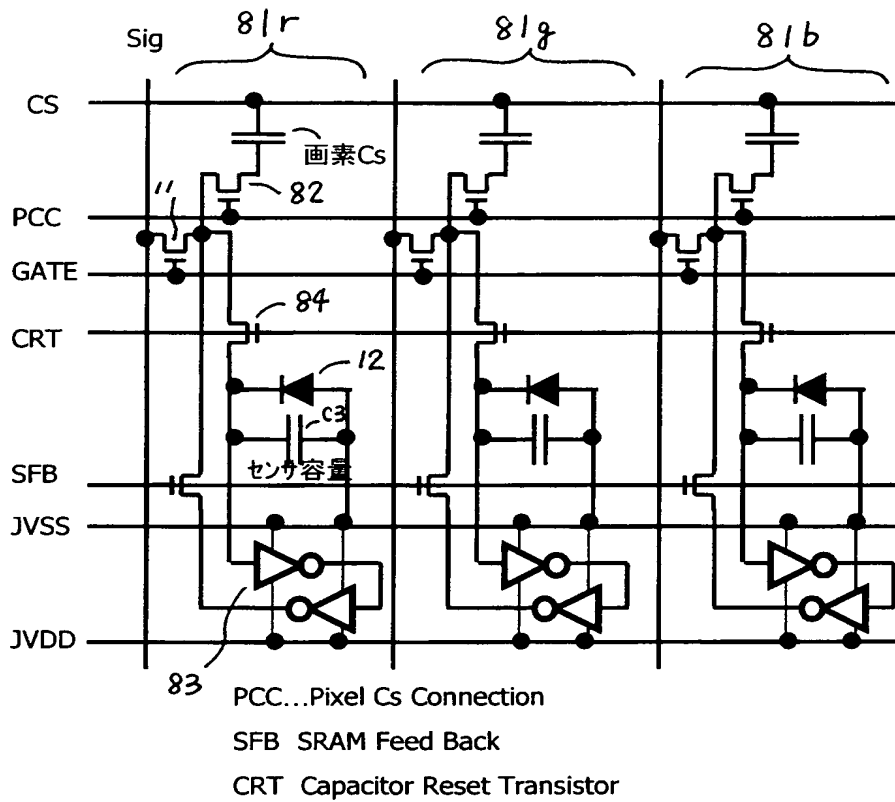 Sig
81r
81g
81b
CS
画素Cs
82
PCC
11
GATE
84
CRT
12
C3
センサ容量
SFB
JVSS
JVDD
83
PCC...Pixel Cs Connection
SFB SRAM Feed Back
CRT Capacitor Reset Transistor